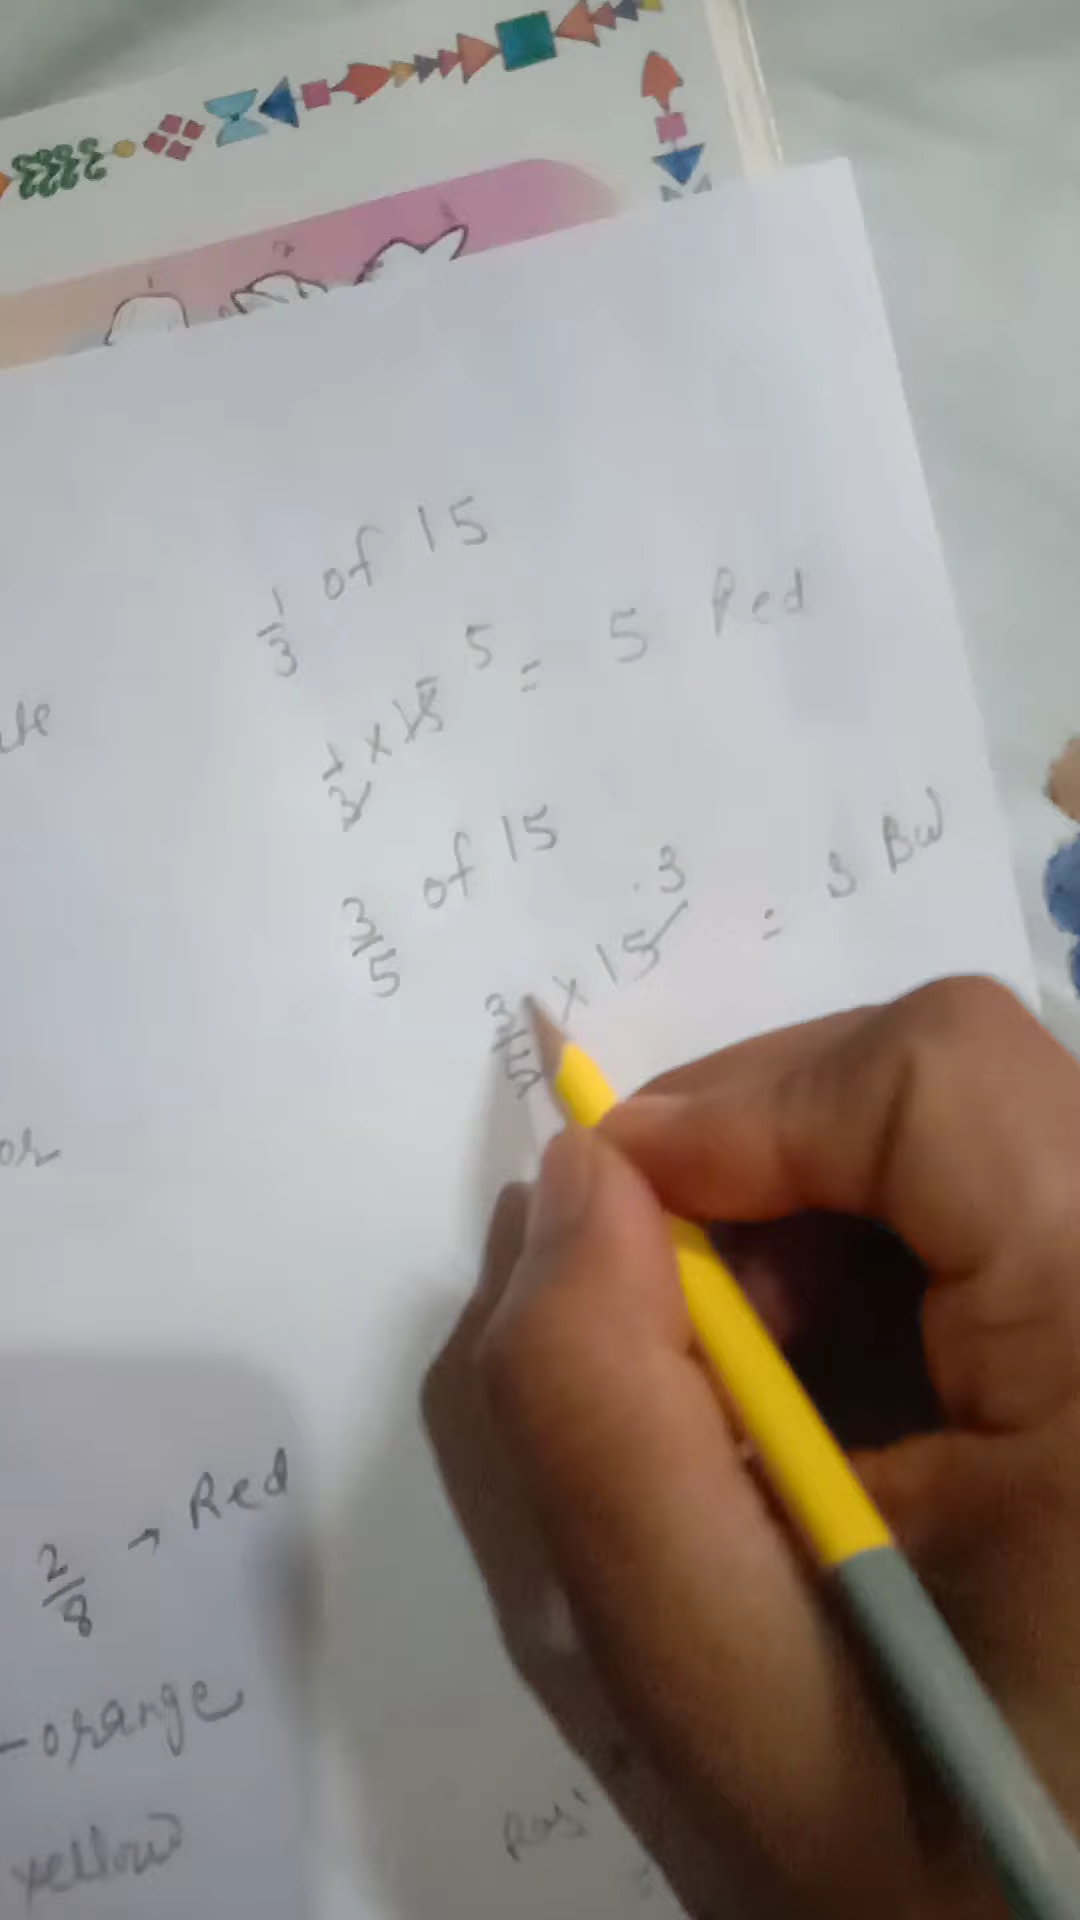 1/3 of 15
1/3 × 15 5 = 5 Red
3/5 of 15
3/5 × 15 3 = 3 BW
2/8 → Red
- orange
yellow